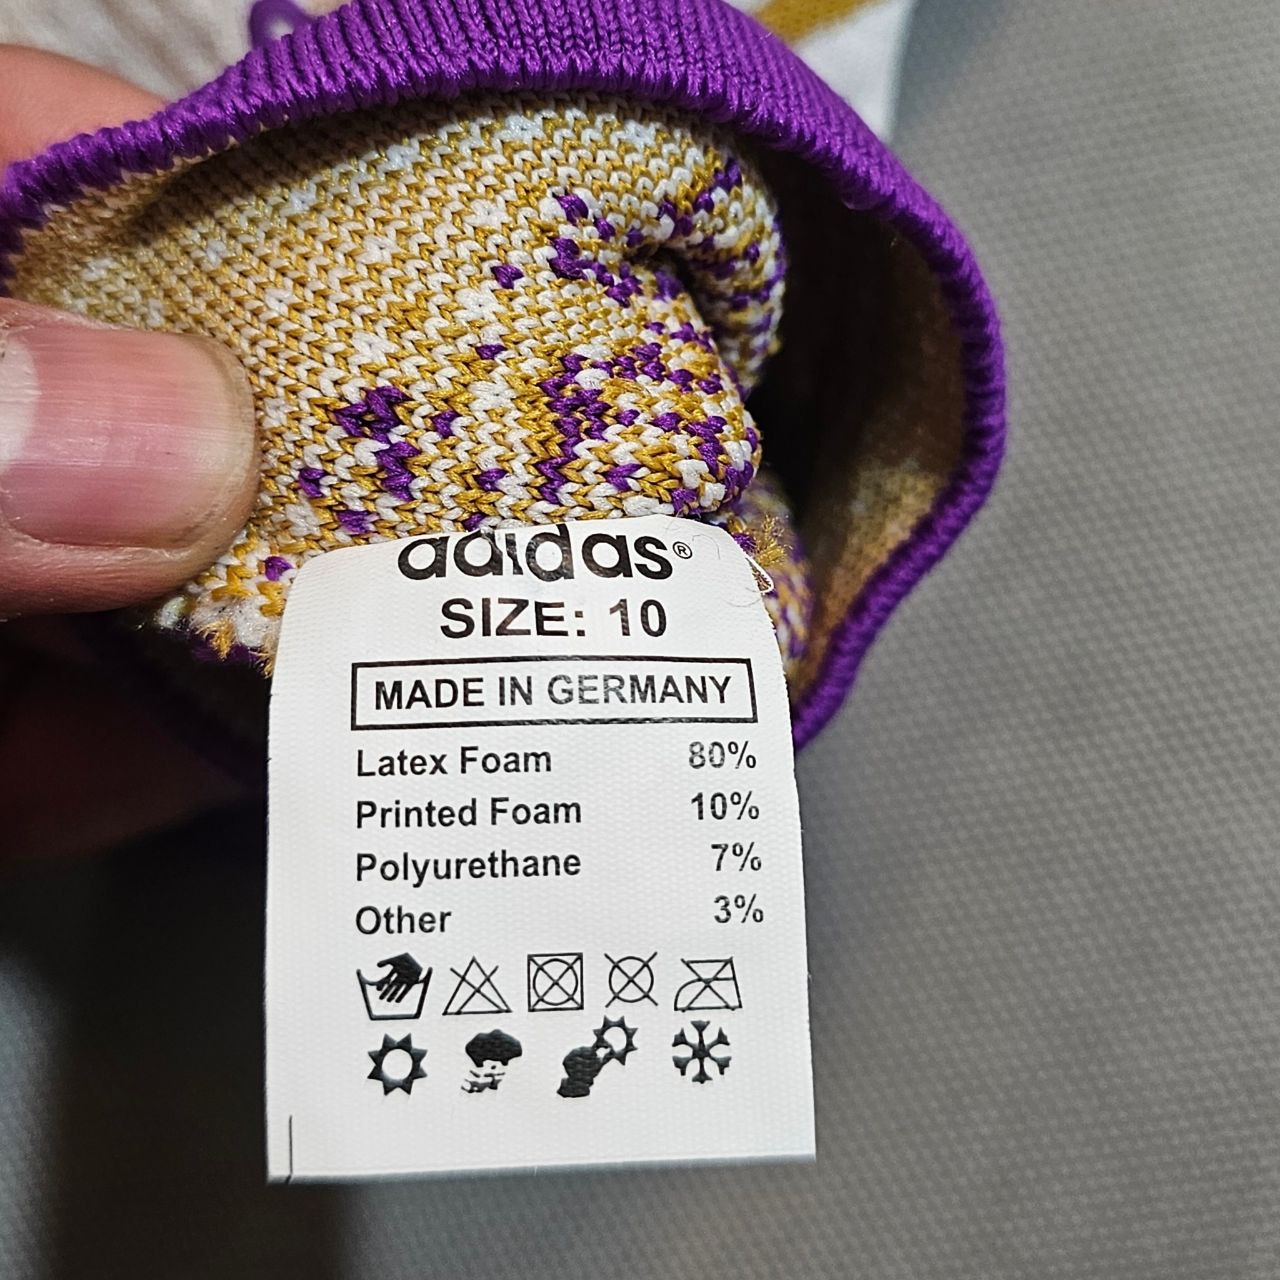 adidas®
SIZE: 10
MADE IN GERMANY
Latex Foam 80%
Printed Foam 10%
Polyurethane 7%
Other 3%